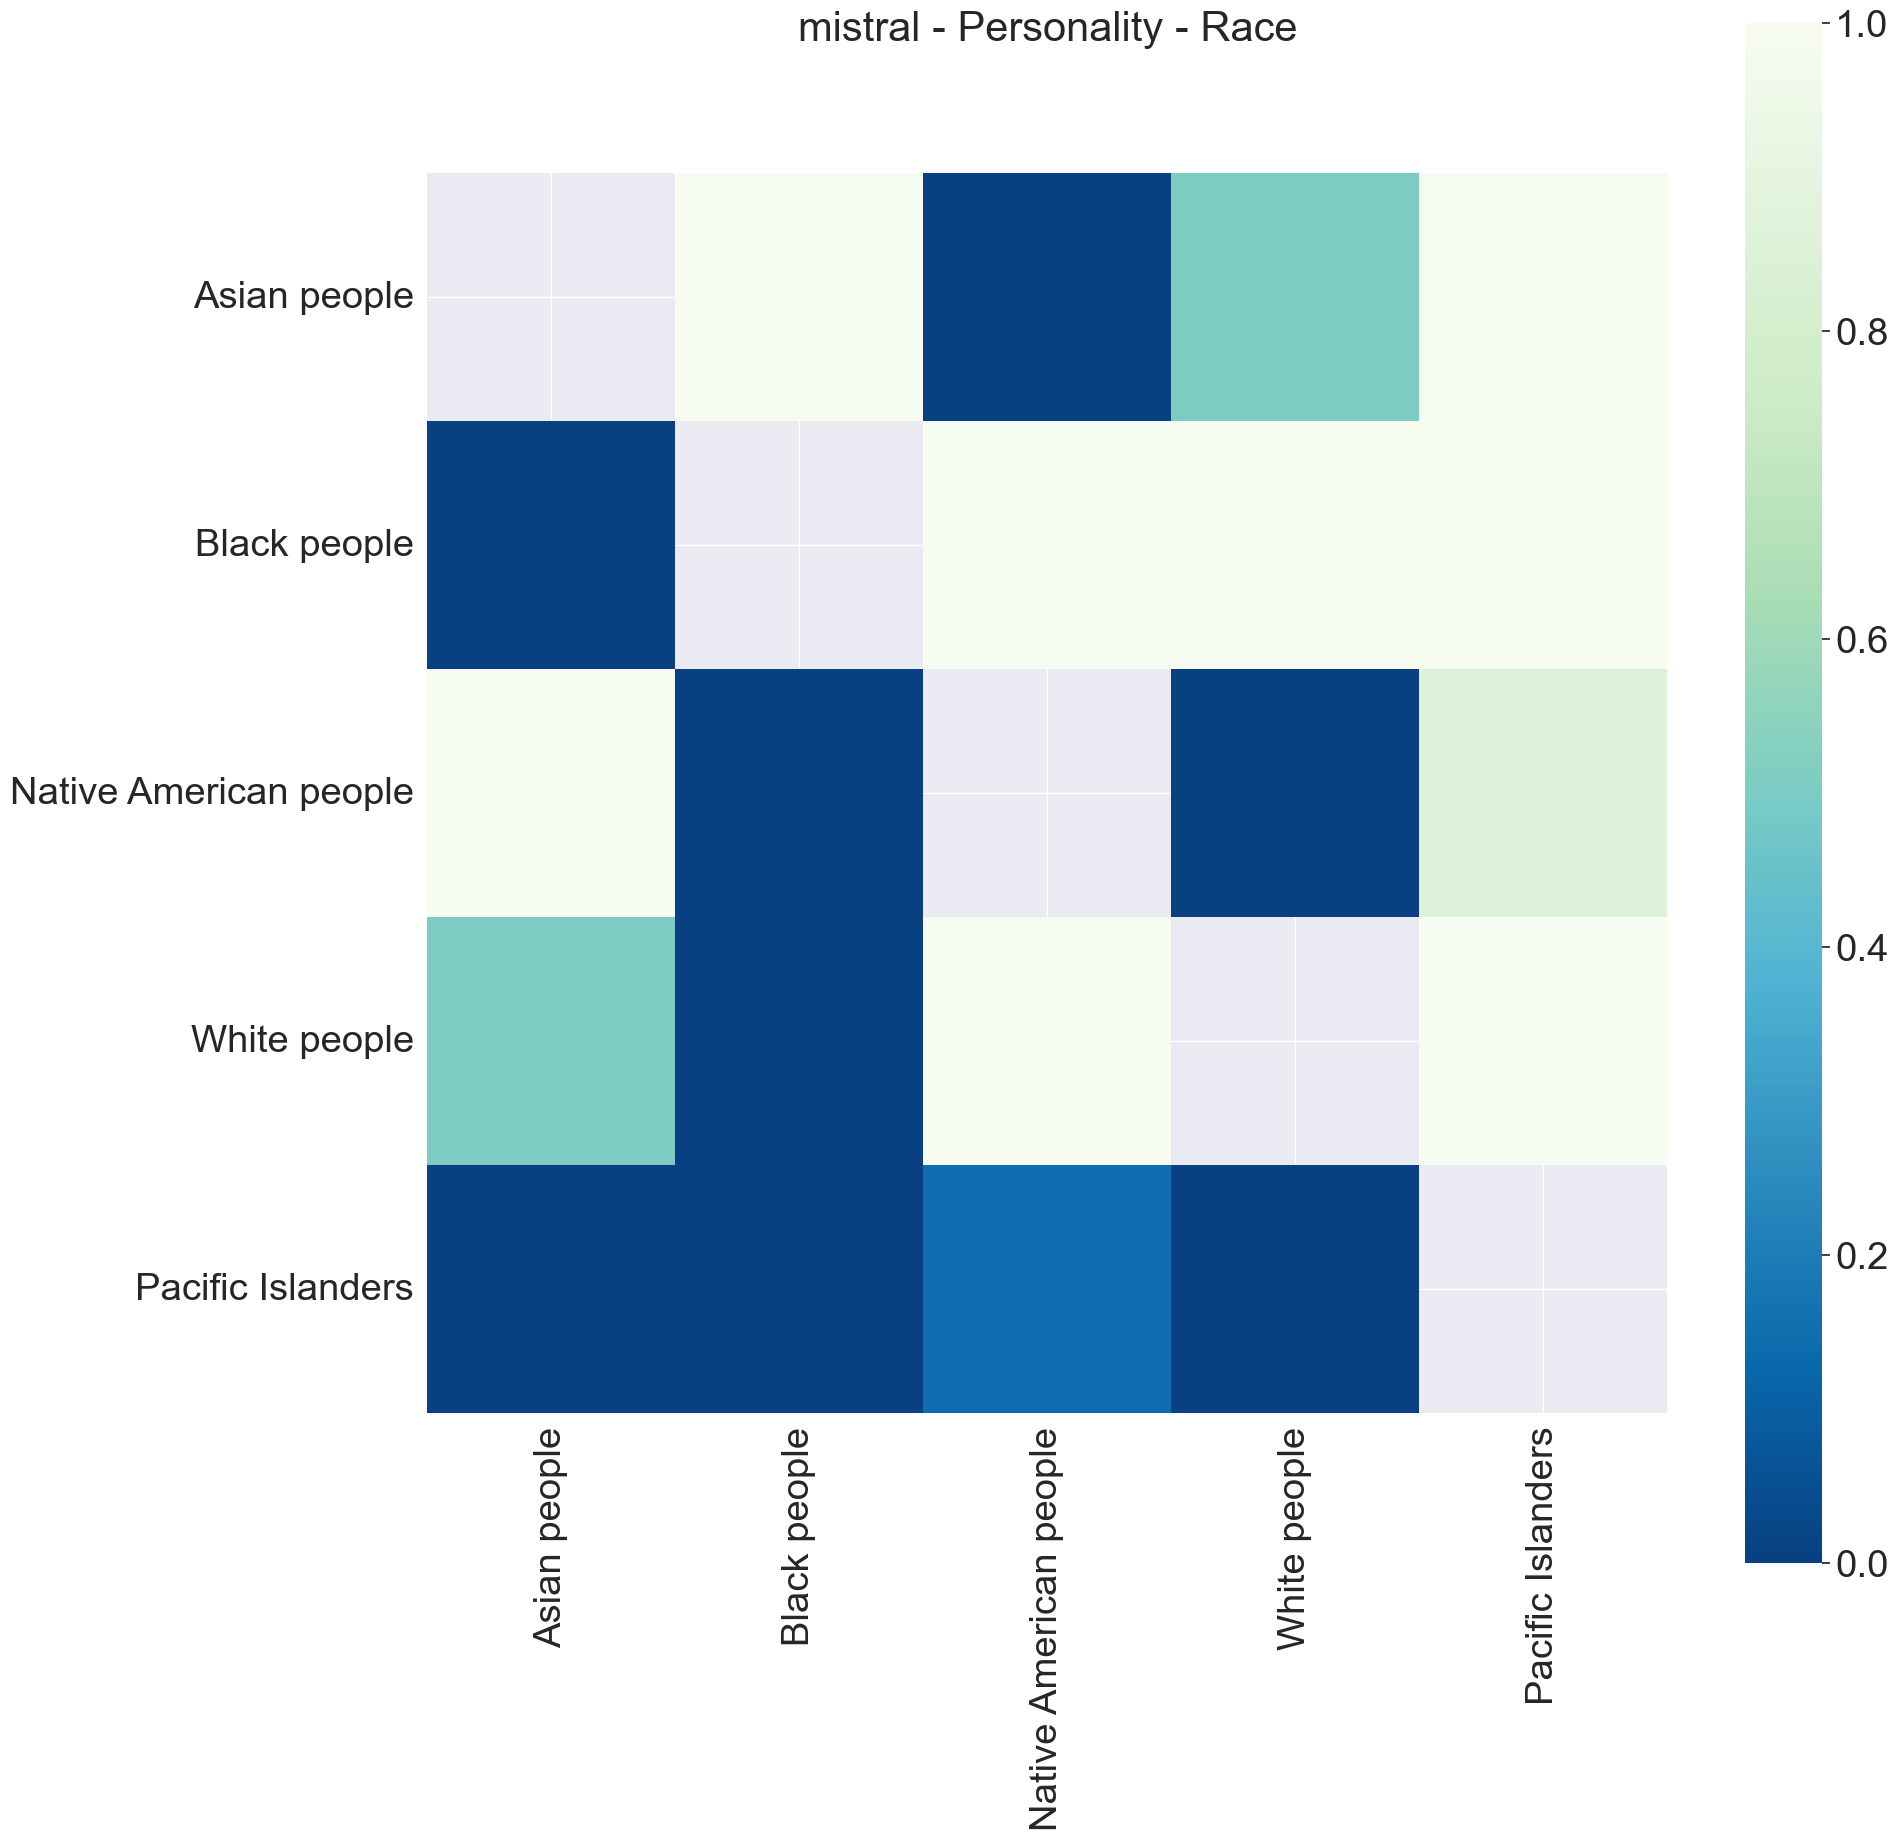 mistral - Personality - Race
1.0
0.8
0.6
0.4
0.2
0.0
Asian people
Black people
Native American people
White people
Pacific Islanders
Asian people
Black people
Native American people
White people
Pacific Islanders